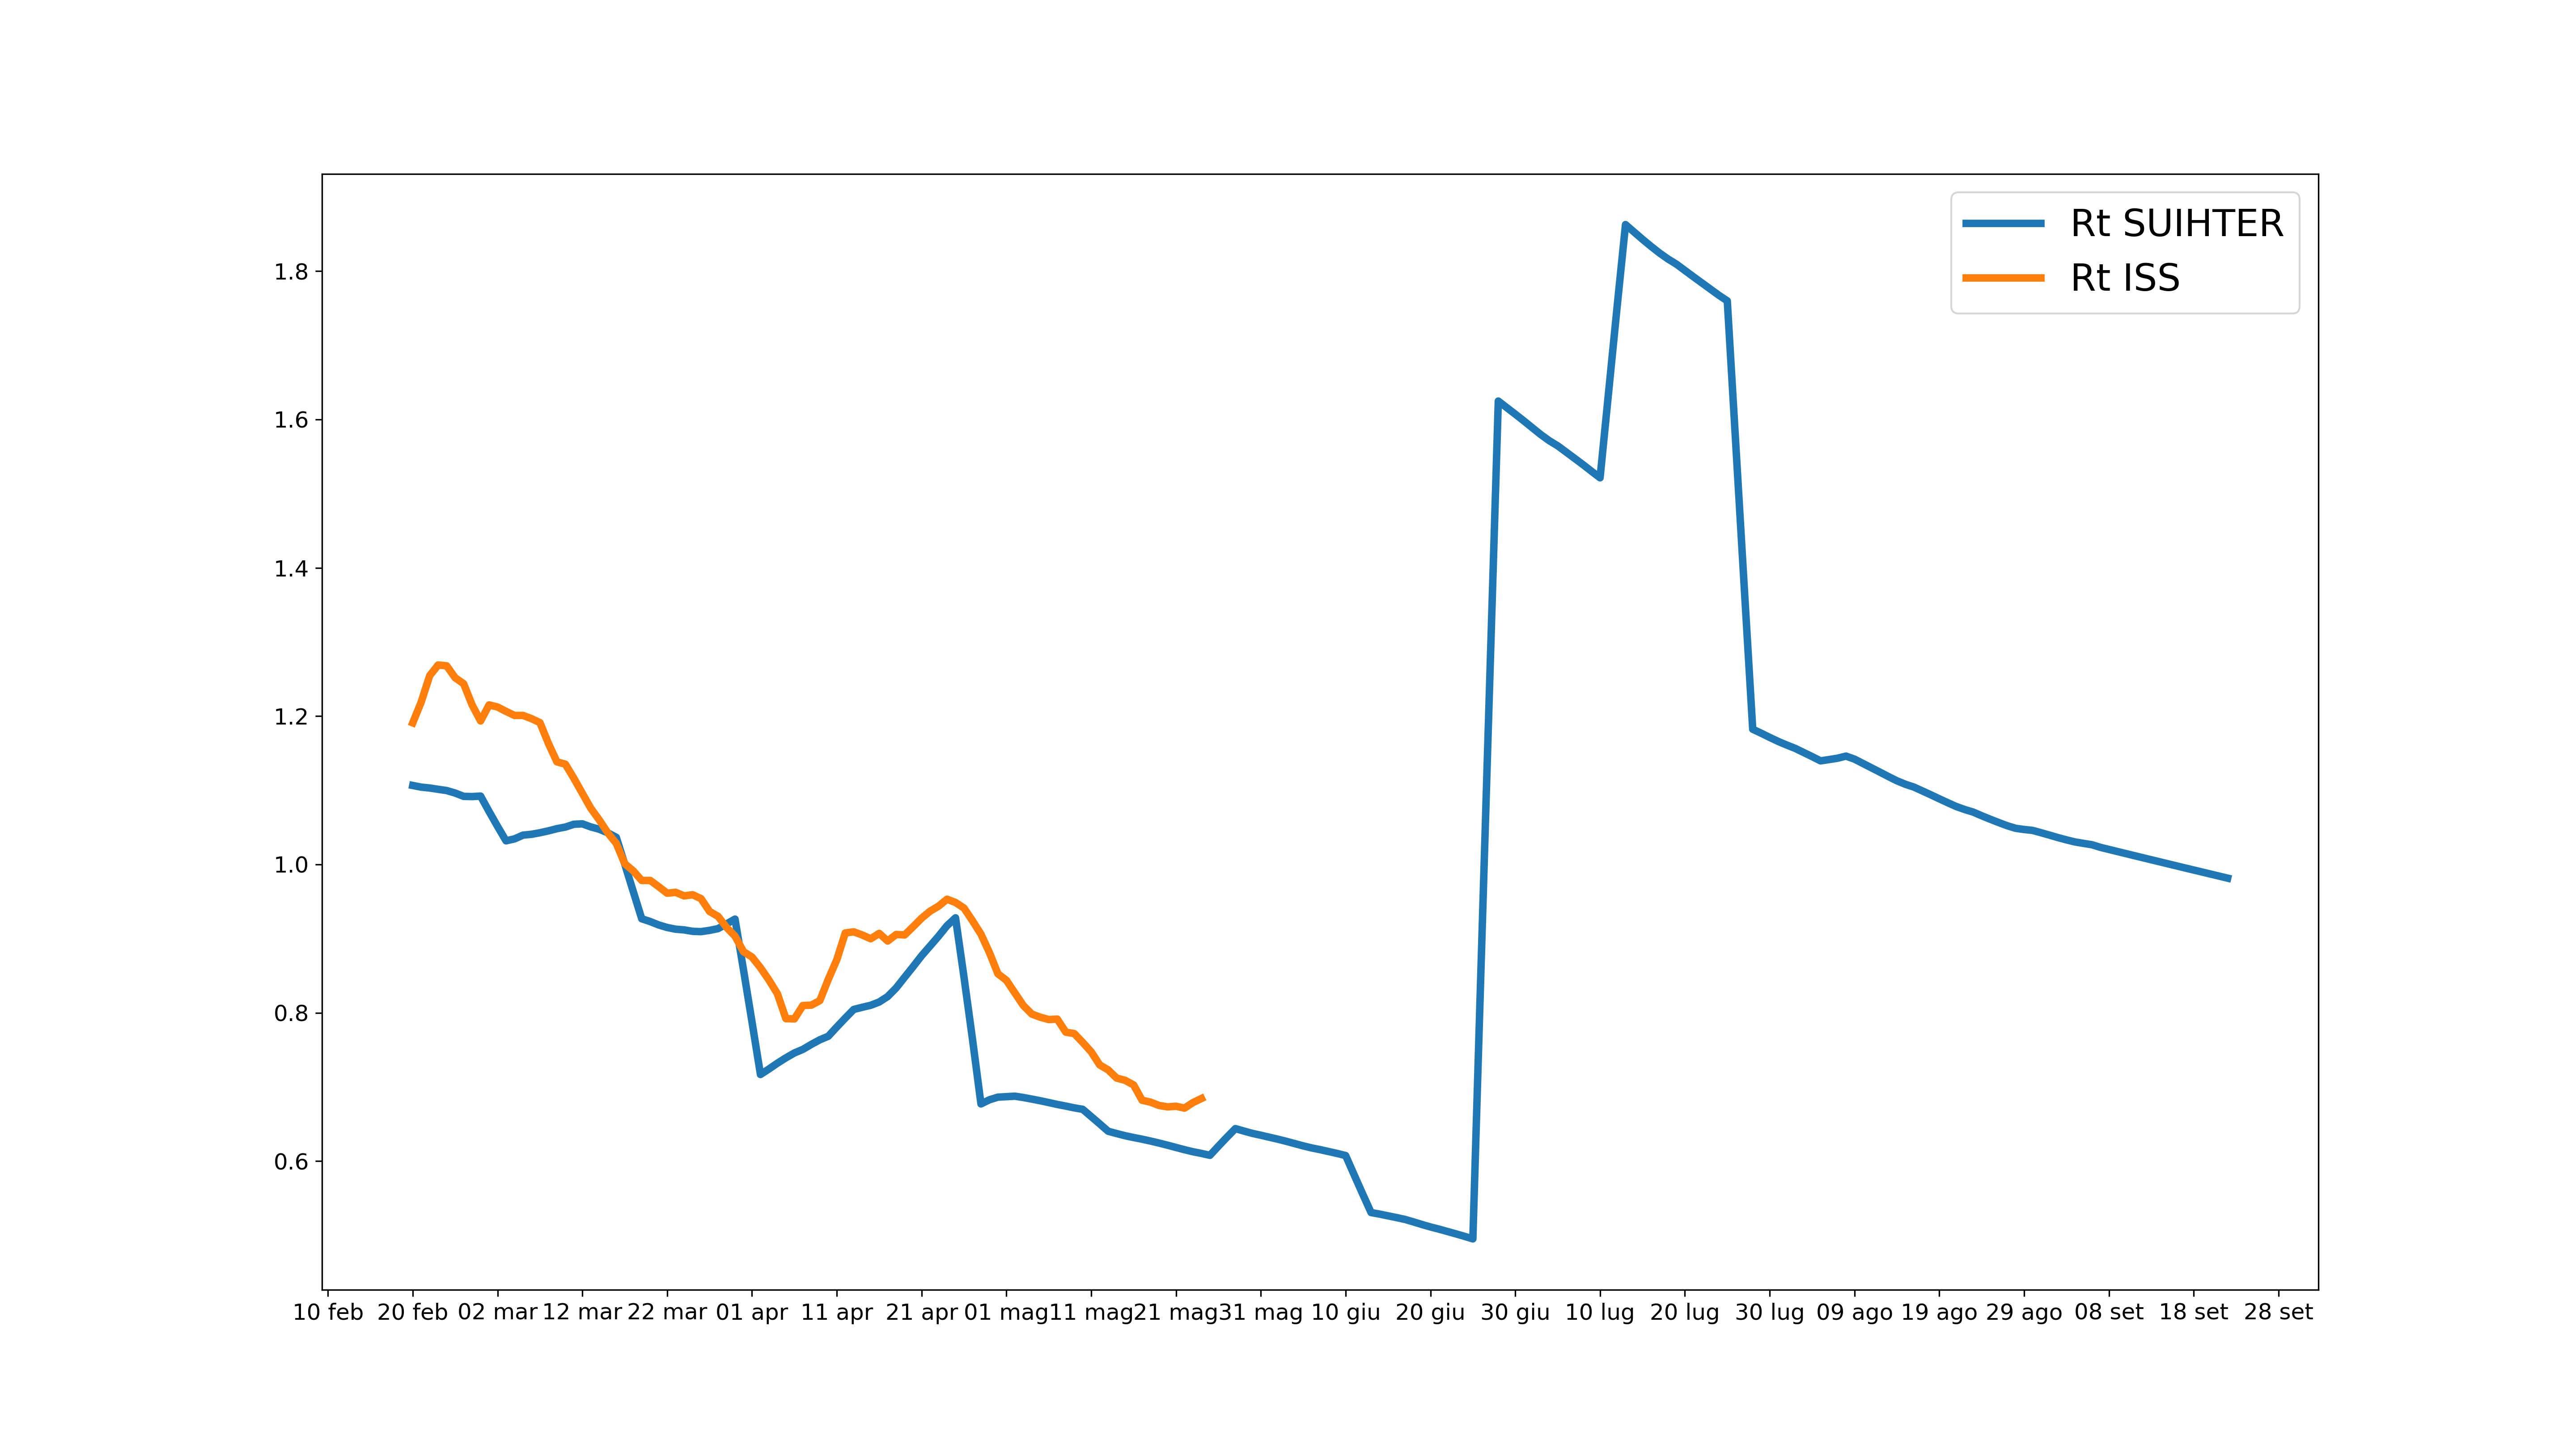 Rt SUIHTER
Rt ISS
1.8
1.6
1.4
1.2
1.0
0.8
0.6
10 feb 20 feb 02 mar 12 mar 22 mar 01 apr 11 apr 21 apr 01 mag 11 mag 21 mag 31 mag 10 giu 20 giu 30 giu 10 lug 20 lug 30 lug 09 ago 19 ago 29 ago 08 set 18 set 28 set